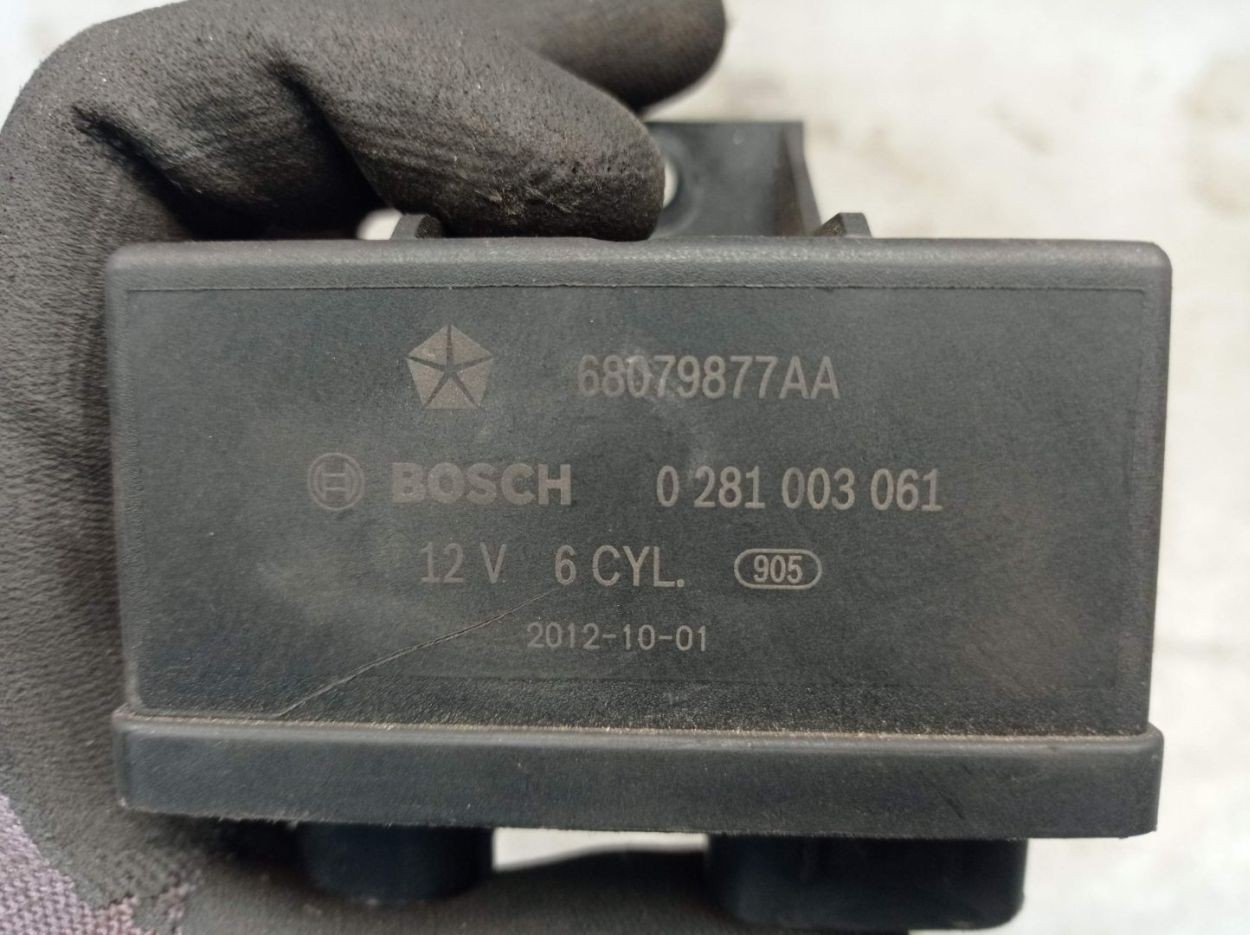 68079877AA
BOSCH 0 281 003 061
12 V 6 CYL. 905
2012-10-01